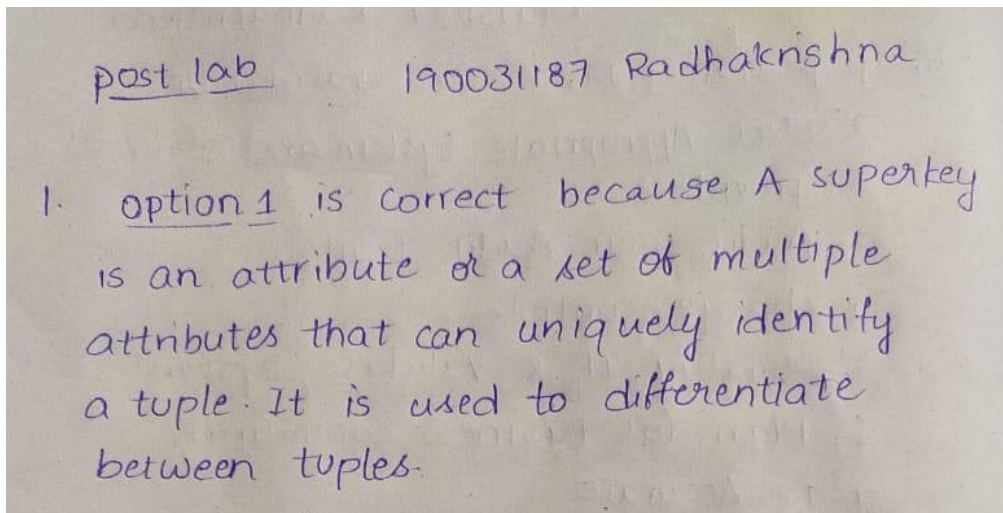 post lab 190031187 Radhakrishna
1. option 1 is correct because A superkey
is an attribute or a set of multiple
attributes that can uniquely identify
a tuple. It is used to differentiate
between tuples.